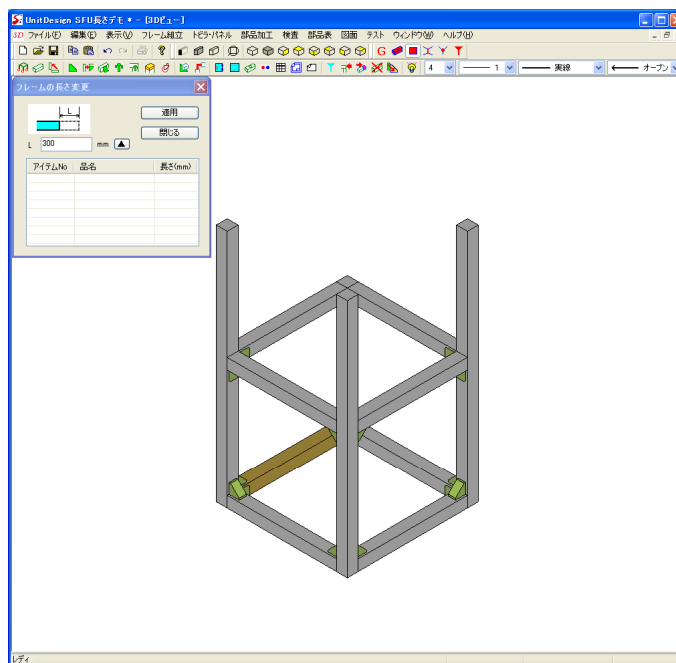 UnitDesign SFU長さデモ * - [3Dビュー]
3D ファイル(F) 編集(E) 表示(V) フレーム組立 トビラ・パネル 部品加工 検査 部品表 図面 テスト ウィンドウ(W) ヘルプ(H)
G
4 1 実線 オープン
フレームの長さ変更
L
適用
閉じる
L 300 mm
アイテムNo 品名 長さ(mm)
レディ